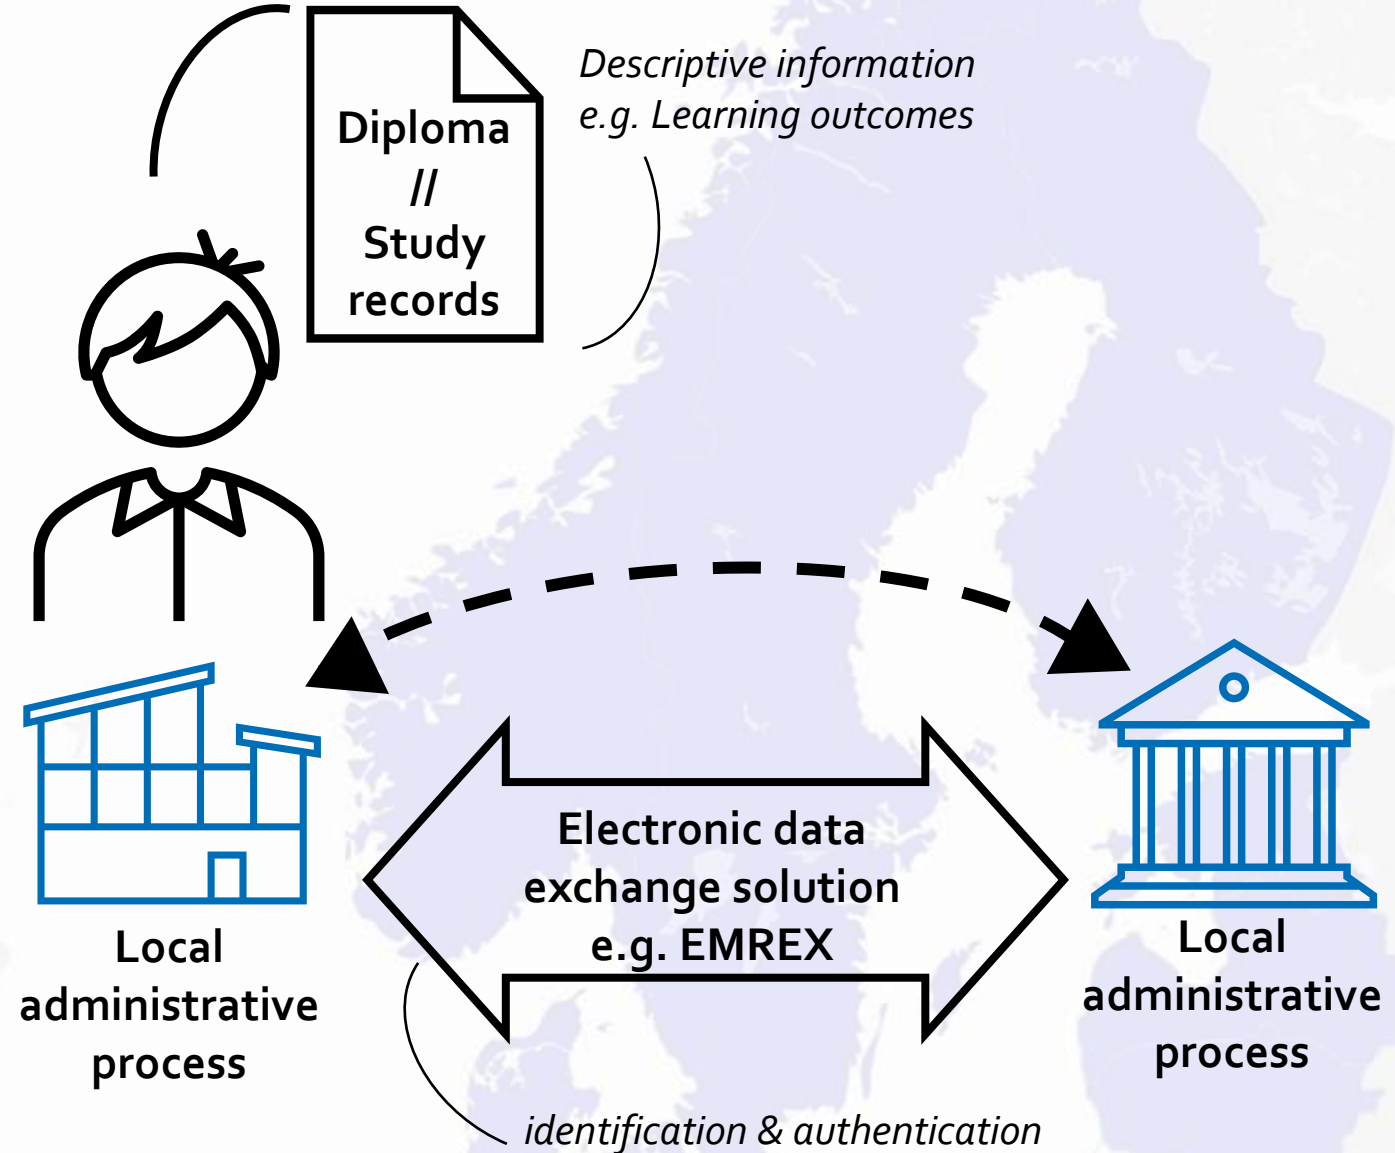 Descriptive information
e.g. Learning outcomes
Diploma
//
Study
records
Electronic data
exchange solution
e.g. EMREX
Local
administrative
process
Local
administrative
process
identification & authentication